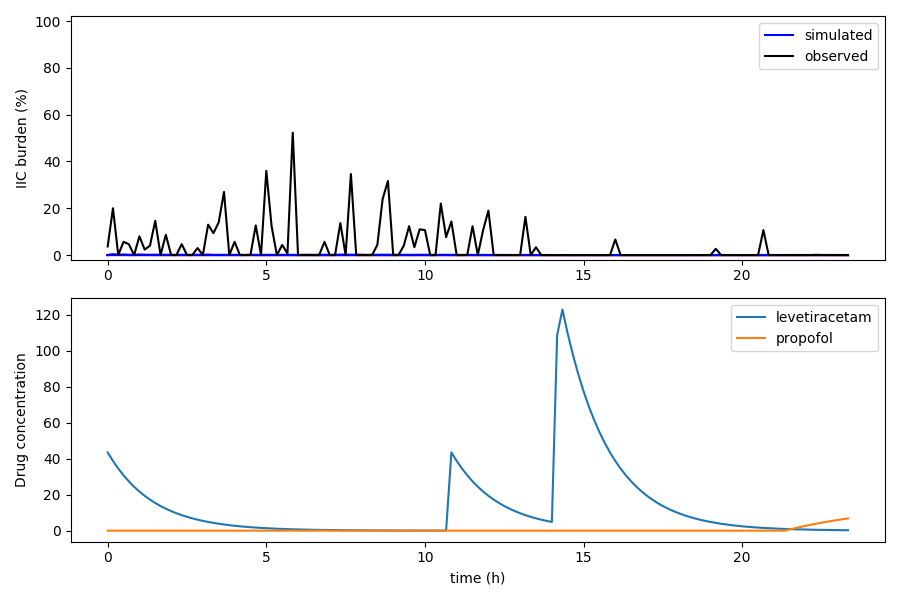 100
80
60
40
20
0
IIC burden (%)
simulated
observed
0 5 10 15 20
120
100
80
60
40
20
0
Drug concentration
levetiracetam
propofol
0 5 10 15 20
time (h)